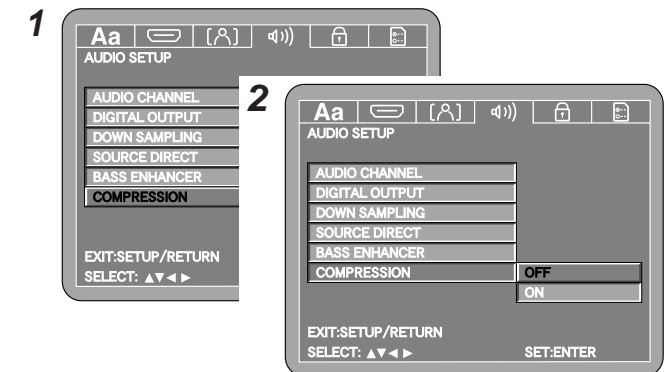 1
Aa
AUDIO SETUP
AUDIO CHANNEL
DIGITAL OUTPUT
DOWN SAMPLING
SOURCE DIRECT
BASS ENHANCER
COMPRESSION
EXIT:SETUP/RETURN
SELECT: ▲▼◄►
2
Aa
AUDIO SETUP
AUDIO CHANNEL
DIGITAL OUTPUT
DOWN SAMPLING
SOURCE DIRECT
BASS ENHANCER
COMPRESSION OFF
ON
EXIT:SETUP/RETURN
SELECT: ▲▼◄► SET:ENTER